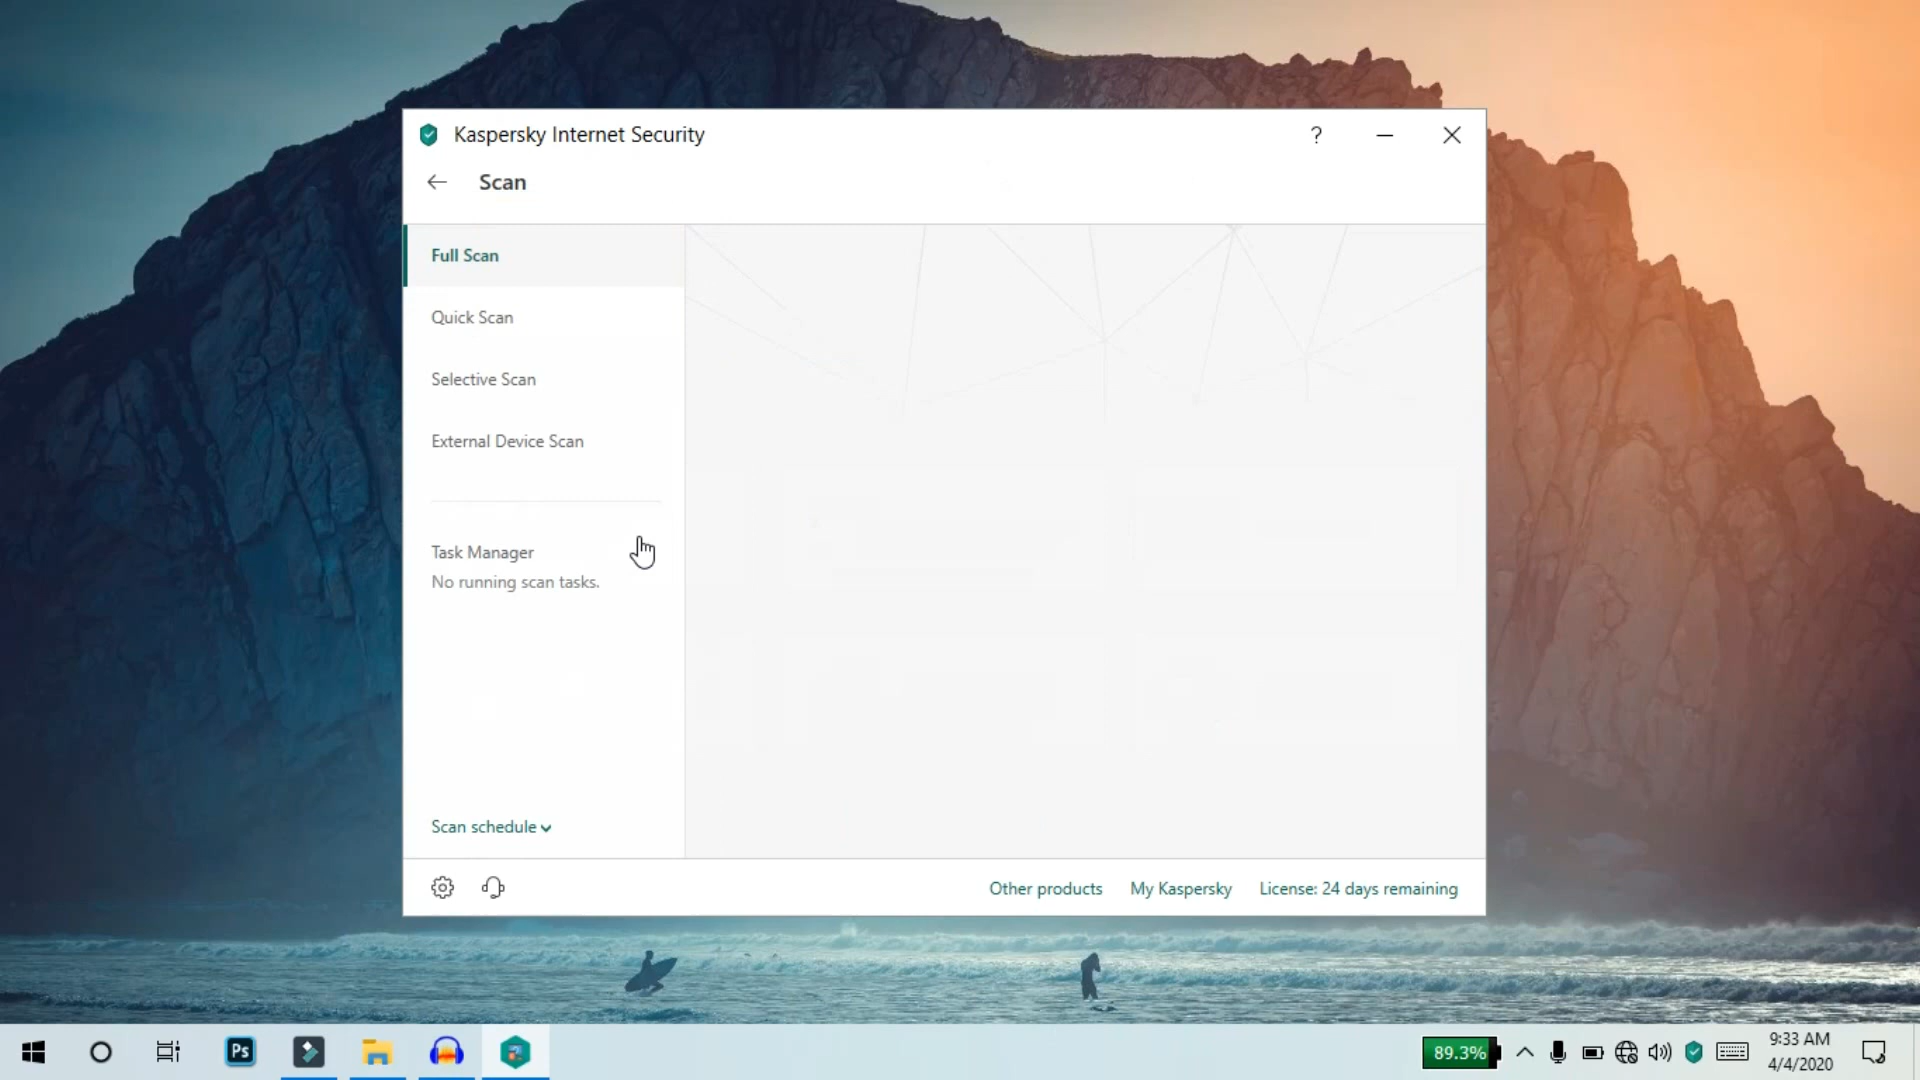 Kaspersky Internet Security
?
Scan
Full Scan
Quick Scan
Selective Scan
External Device Scan
Task Manager
No running scan tasks.
Scan schedule
Other products
My Kaspersky
License: 24 days remaining
Ps
89.3%
9:33 AM
4/4/2020